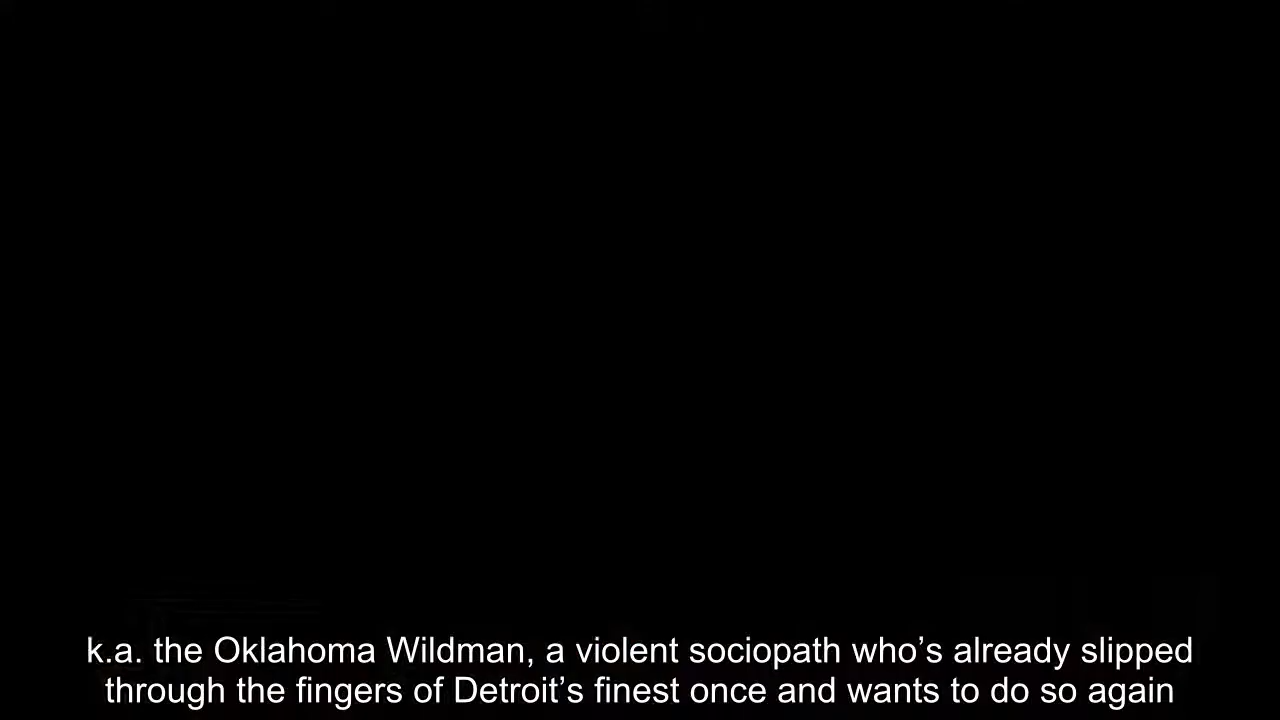 k.a. the Oklahoma Wildman, a violent sociopath who’s already slipped
through the fingers of Detroit’s finest once and wants to do so again